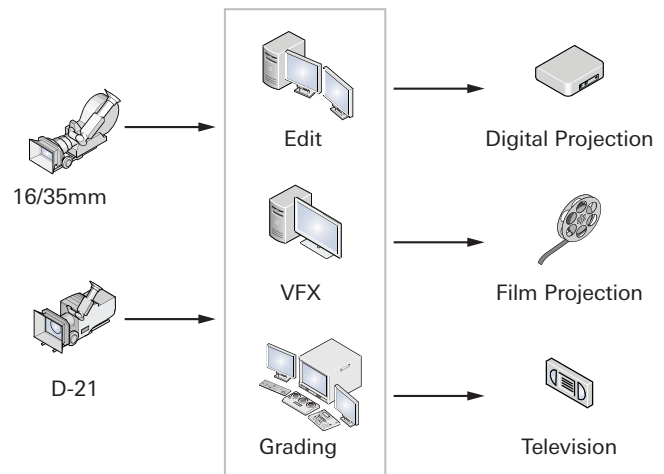 Edit
Digital Projection
16/35mm
VFX
Film Projection
D-21
Grading
Television